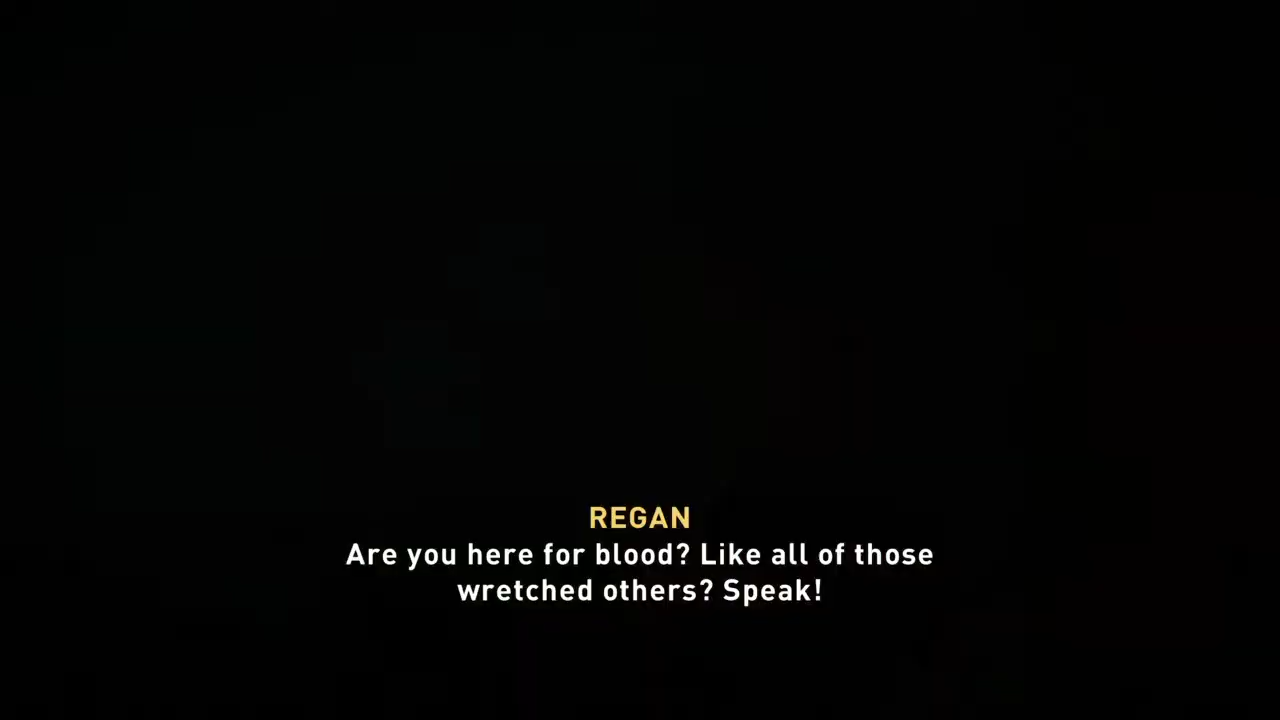 REGAN
Are you here for blood? Like all of those
wretched others? Speak!